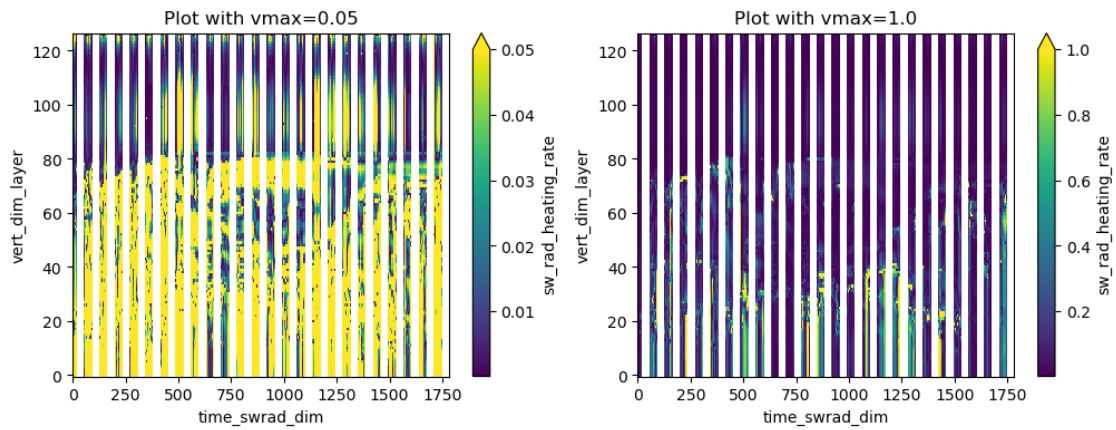 Plot with vmax=0.05
120
100
80
60
40
20
0
vert_dim_layer
0 250 500 750 1000 1250 1500 1750
time_swrad_dim
0.05
0.04
0.03
0.02
0.01
sw_rad_heating_rate
Plot with vmax=1.0
120
100
80
60
40
20
0
vert_dim_layer
0 250 500 750 1000 1250 1500 1750
time_swrad_dim
1.0
0.8
0.6
0.4
0.2
sw_rad_heating_rate